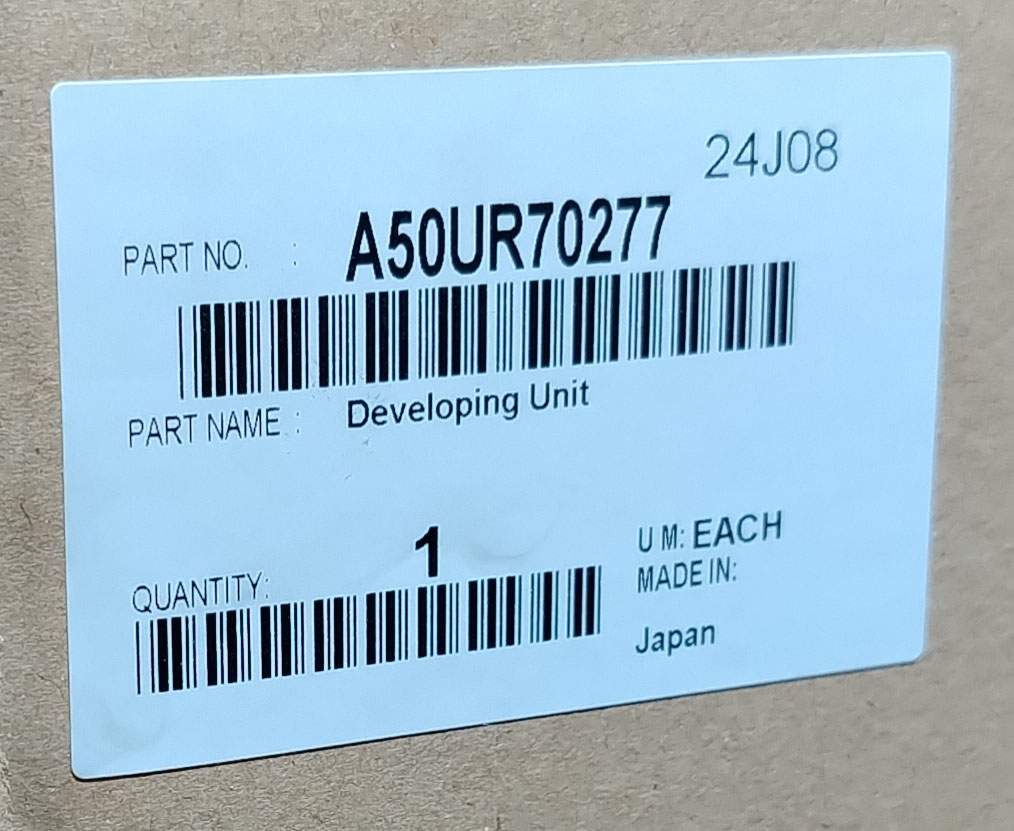 24J08
PART NO. : A50UR70277
PART NAME : Developing Unit
QUANTITY: 1
U M: EACH
MADE IN:
Japan